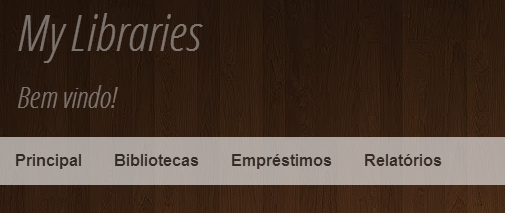 My Libraries
Bem vindo!
Principal Bibliotecas Empréstimos Relatórios